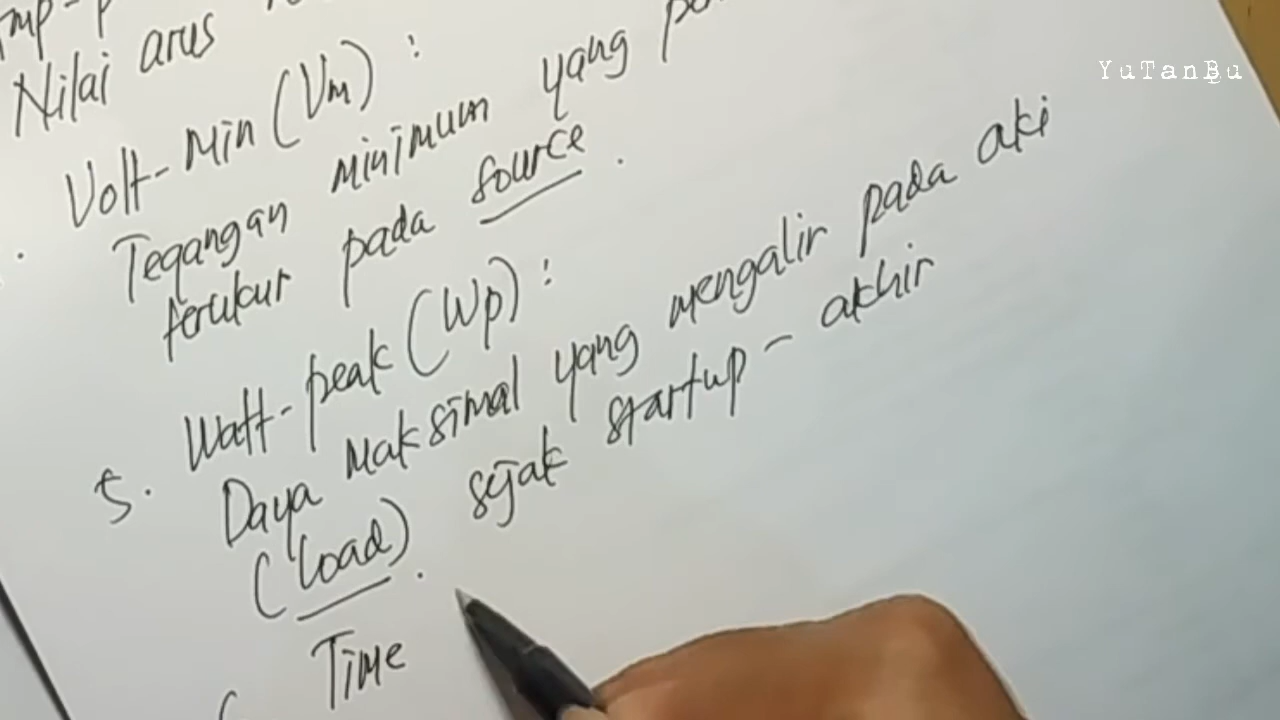 Nilai arus
YuTanBu
Volt-Min (Vm) :
Tegangan minimum yang
terukur pada source.
5. Watt-peak (Wp) :
Daya Maksimal yang mengalir pada aki
(Load) sejak startup - akhir
.
Time